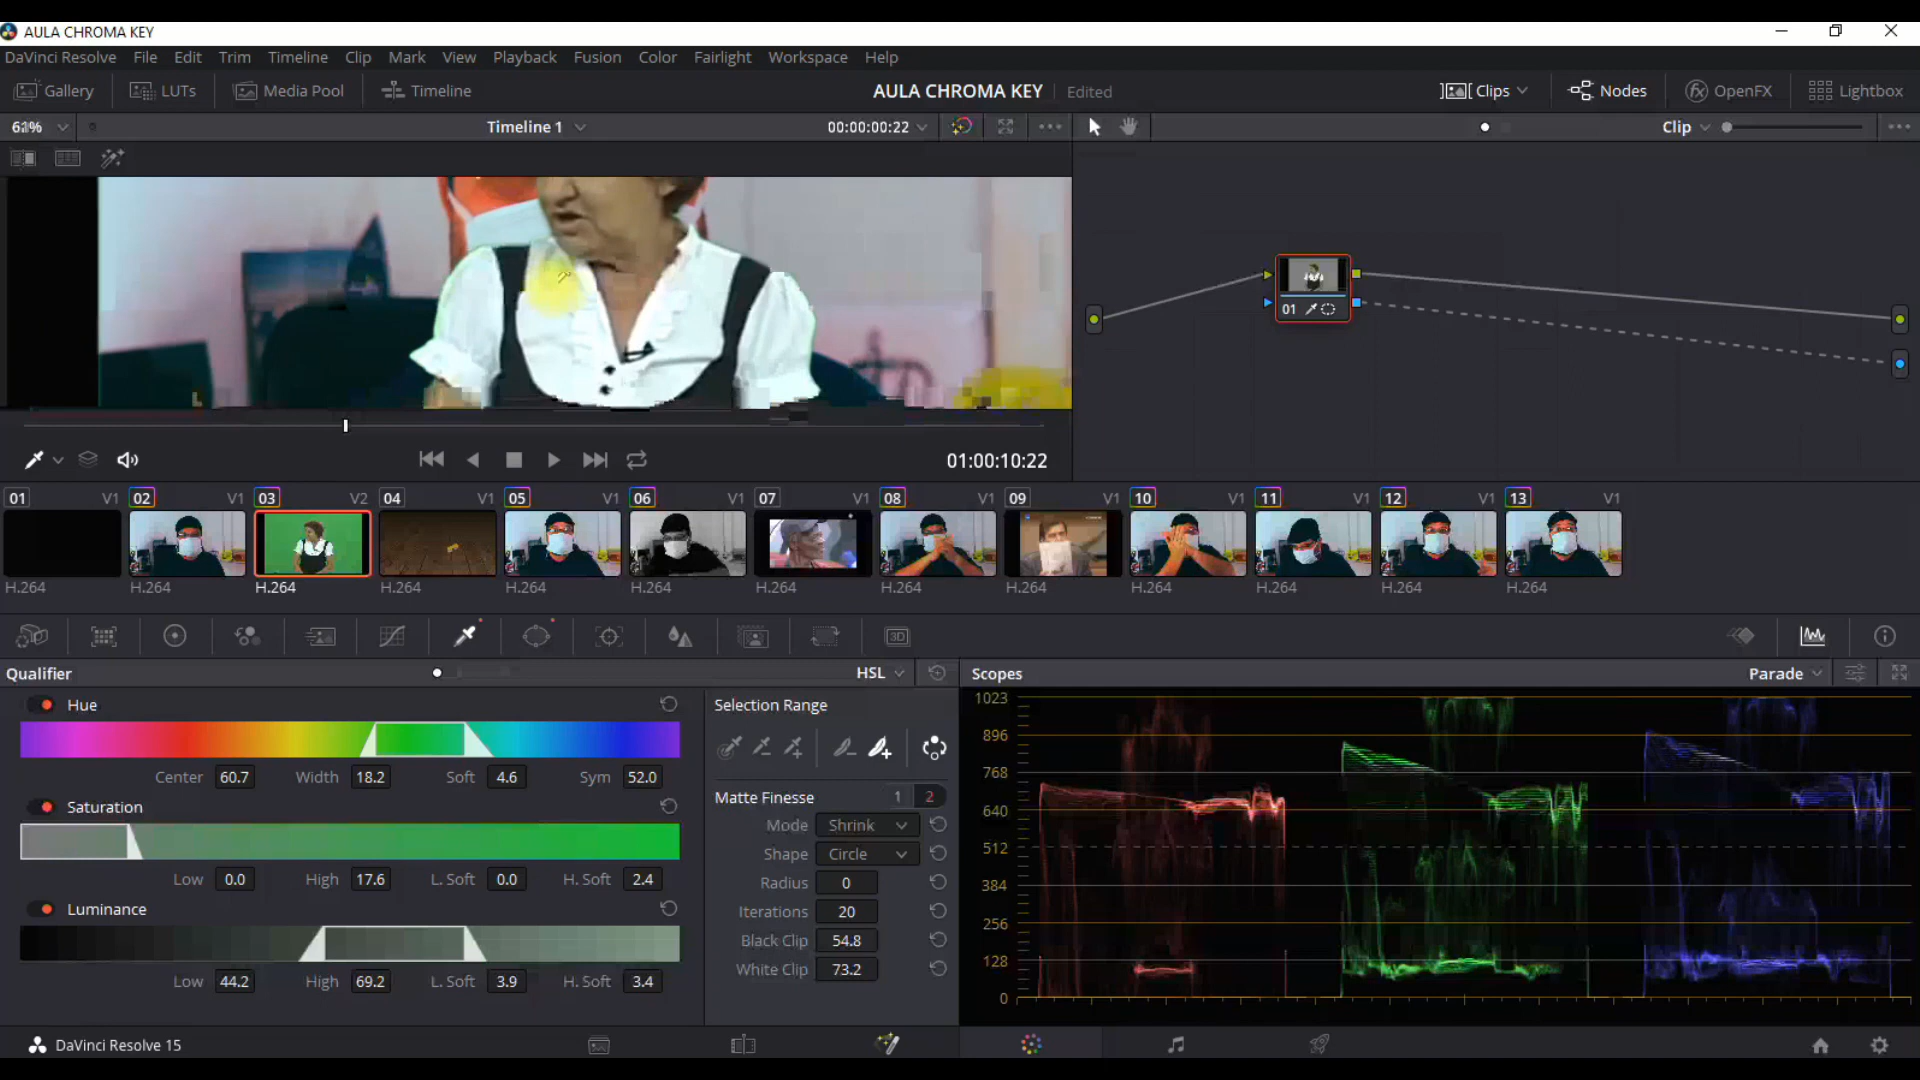 AULA CHROMA KEY
DaVinci Resolve File Edit Trim Timeline Clip Mark View Playback Fusion Color Fairlight Workspace Help
Gallery LUTs Media Pool Timeline AULA CHROMA KEY Edited Clips Nodes OpenFX Lightbox
Timeline 1 00:00:00:22 Clip
01
01:00:10:22
01 V1 02 V1 03 V2 04 V1 05 V1 06 V1 07 V1 08 V1 09 V1 10 V1 11 V1 12 V1 13 V1
H.264 H.264 H.264 H.264 H.264 H.264 H.264 H.264 H.264 H.264 H.264 H.264 H.264
3D
Qualifier HSL
Hue
Center 60.7 Width 18.2 Soft 4.6 Sym 52.0
Saturation
Low 0.0 High 17.6 L. Soft 0.0 H. Soft 2.4
Luminance
Low 44.2 High 69.2 L. Soft 3.9 H. Soft 3.4
Selection Range
Matte Finesse 1 2
Mode Shrink
Shape Circle
Radius 0
Iterations 20
Black Clip 54.8
White Clip 73.2
Scopes Parade
1023
896
768
640
512
384
256
128
0
DaVinci Resolve 15